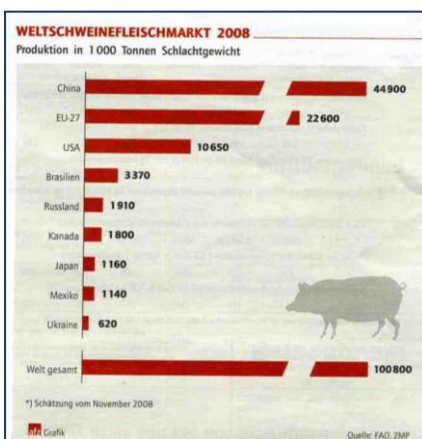 WELTSCHWEINEFLEISCHMARKT 2008
Produktion in 1 000 Tonnen Schlachtgewicht
China 44 900
EU-27 22 600
USA 10 650
Brasilien 3 370
Russland 1 910
Kanada 1 800
Japan 1 160
Mexiko 1 140
Ukraine 620
Welt gesamt 100 800
*) Schätzung vom November 2008
afz Grafik
Quelle: FAO, ZMP